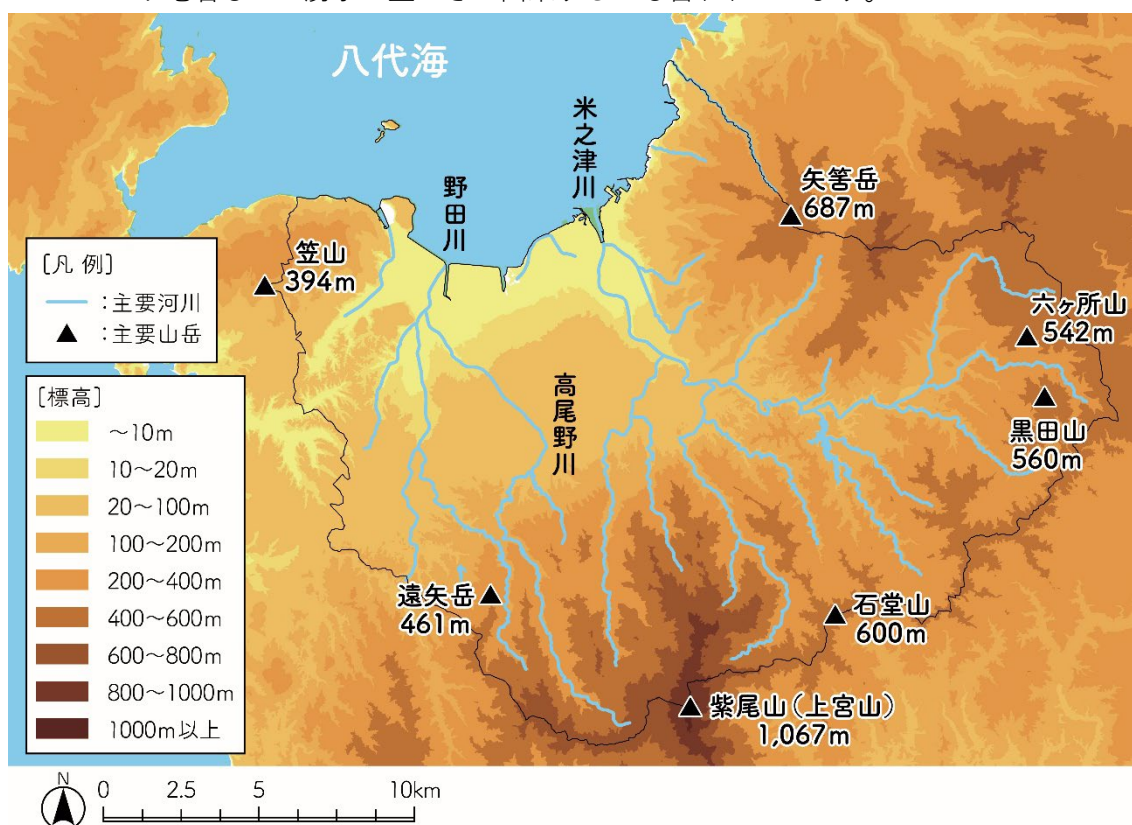 八代海
米之津川
野田川
矢筈岳
687m
笠山
394m
六ヶ所山
542m
高尾野川
黒田山
560m
遠矢岳
461m
石堂山
600m
紫尾山(上宮山)
1,067m
[凡 例]
:主要河川
:主要山岳
[標高]
~10m
10~20m
20~100m
100~200m
200~400m
400~600m
600~800m
800~1000m
1000m以上
N
0 2.5 5 10km